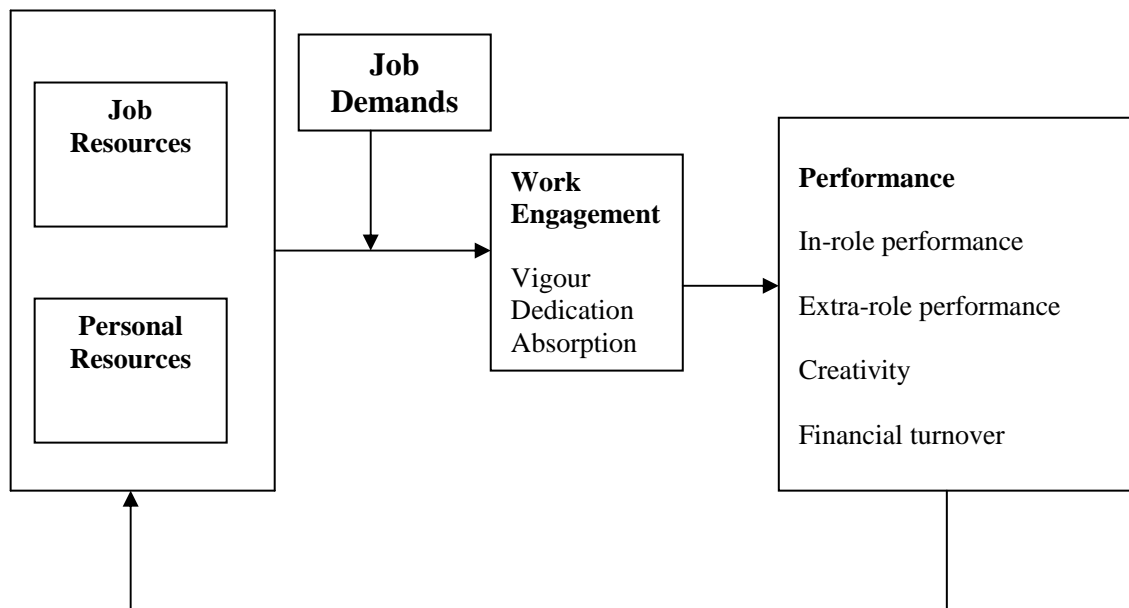 Job
Resources
Personal
Resources
Job
Demands
Work
Engagement
Vigour
Dedication
Absorption
Performance
In-role performance
Extra-role performance
Creativity
Financial turnover